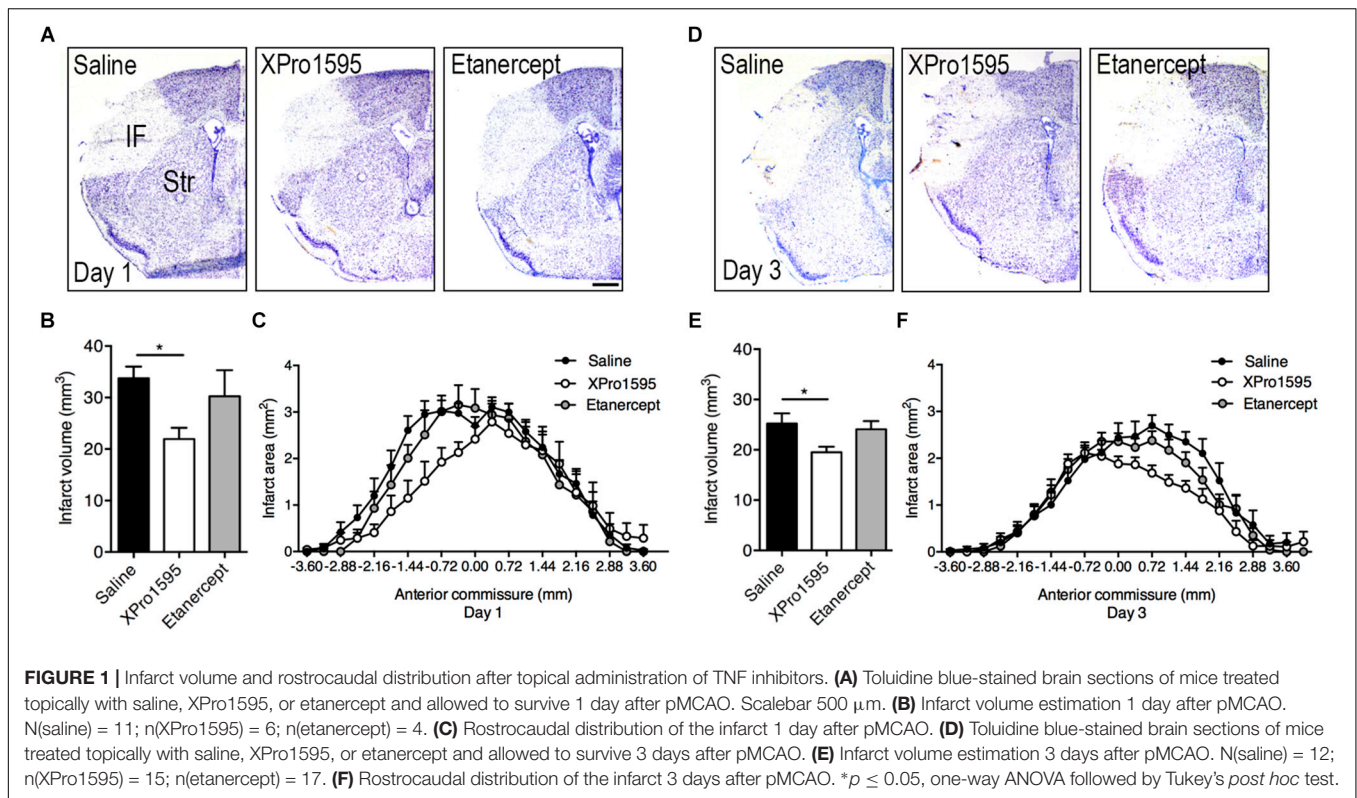 A
Saline
IF
Str
Day 1
XPro1595
Etanercept
D
Saline
Day 3
XPro1595
Etanercept
B
Infarct volume (mm³)
40
30
20
10
0
*
Saline
XPro1595
Etanercept
C
Infarct area (mm²)
4
3
2
1
0
Saline
XPro1595
Etanercept
-3.60 -2.88 -2.16 -1.44 -0.72 0.00 0.72 1.44 2.16 2.88 3.60
Anterior commissure (mm)
Day 1
E
Infarct volume (mm³)
40
30
20
10
0
*
Saline
XPro1595
Etanercept
F
Infarct area (mm²)
4
3
2
1
0
Saline
XPro1595
Etanercept
-3.60 -2.88 -2.16 -1.44 -0.72 0.00 0.72 1.44 2.16 2.88 3.60
Anterior commissure (mm)
Day 3
FIGURE 1 | Infarct volume and rostrocaudal distribution after topical administration of TNF inhibitors. (A) Toluidine blue-stained brain sections of mice treated
topically with saline, XPro1595, or etanercept and allowed to survive 1 day after pMCAO. Scalebar 500 μm. (B) Infarct volume estimation 1 day after pMCAO.
N(saline) = 11; n(XPro1595) = 6; n(etanercept) = 4. (C) Rostrocaudal distribution of the infarct 1 day after pMCAO. (D) Toluidine blue-stained brain sections of mice
treated topically with saline, XPro1595, or etanercept and allowed to survive 3 days after pMCAO. (E) Infarct volume estimation 3 days after pMCAO. N(saline) = 12;
n(XPro1595) = 15; n(etanercept) = 17. (F) Rostrocaudal distribution of the infarct 3 days after pMCAO. *p ≤ 0.05, one-way ANOVA followed by Tukey's post hoc test.